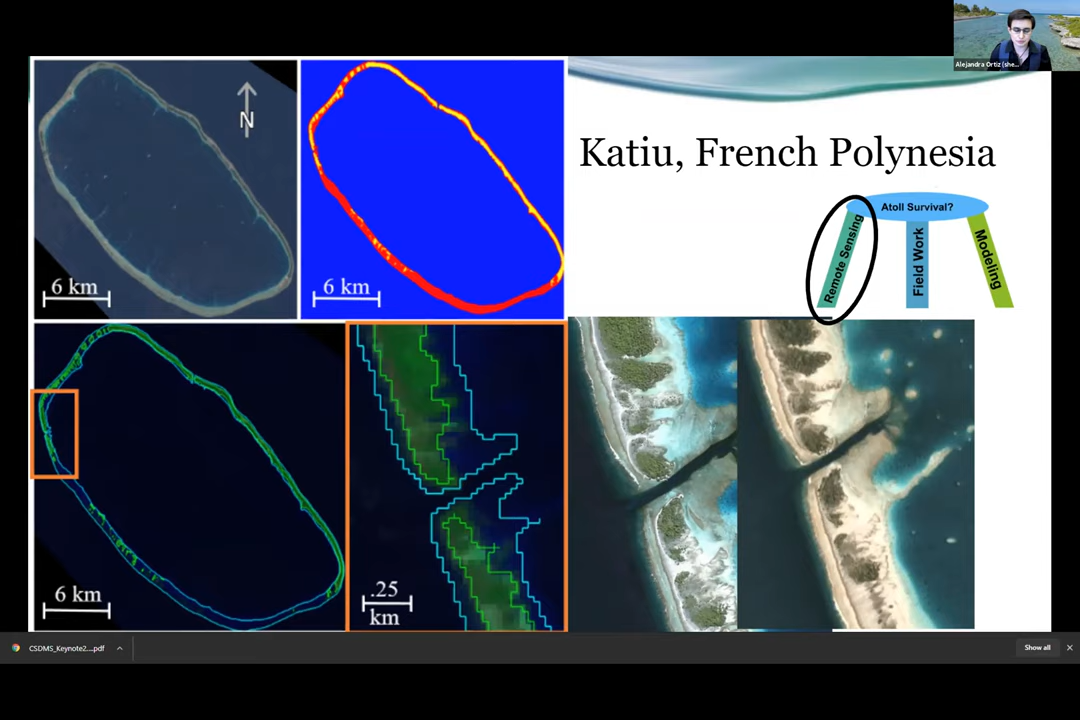 Alejandra Ortiz (she...
N
6 km
6 km
Katiu, French Polynesia
Atoll Survival?
Remote Sensing
Field Work
Modeling
6 km
.25
km
CSDMS_Keynote2....pdf
Show all